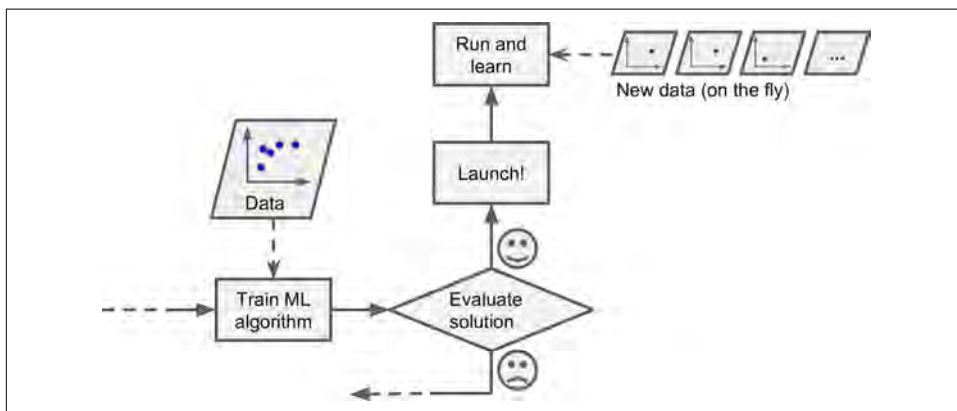 Run and
learn
...
New data (on the fly)
Launch!
Data
Train ML
algorithm
Evaluate
solution